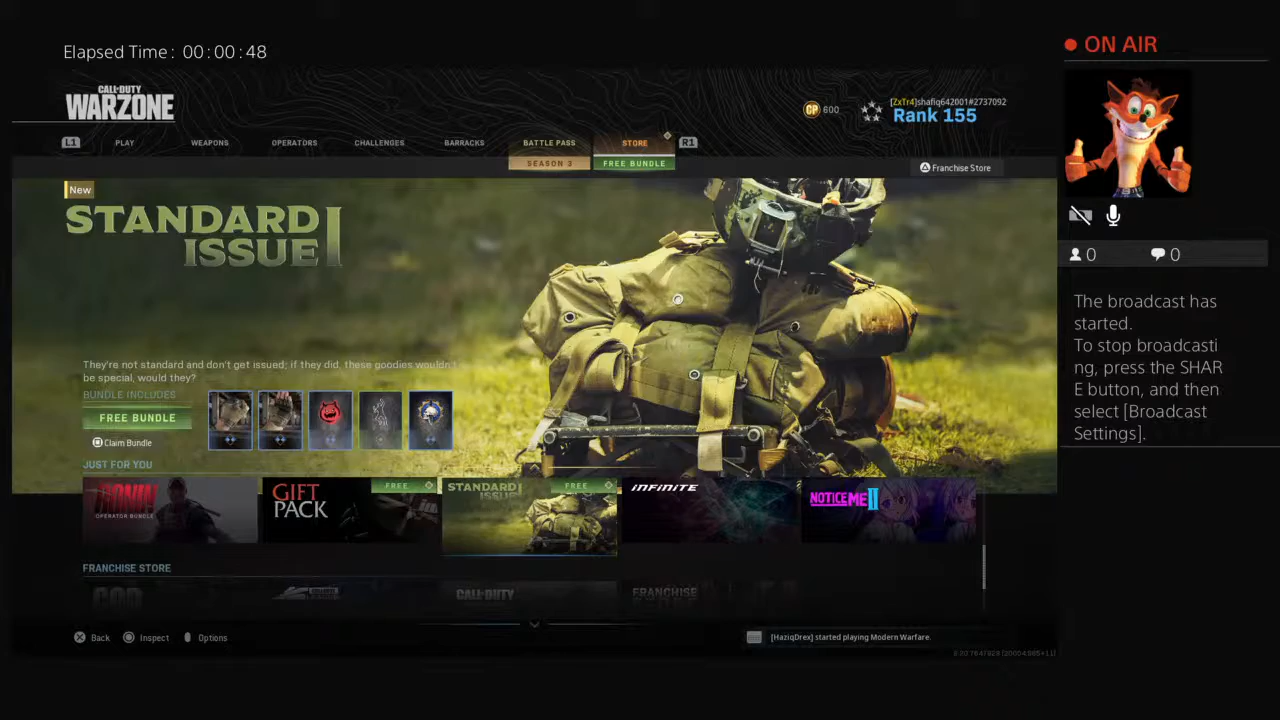 Elapsed Time: 00:00:48
ON AIR
CALL OF DUTY
WARZONE
CP 600
[ZxTr4]shafiq642001#2737092
Rank 155
L1 PLAY WEAPONS OPERATORS CHALLENGES BARRACKS BATTLE PASS STORE R1
SEASON 3 FREE BUNDLE
Franchise Store
New
STANDARD
ISSUE I
0 0
The broadcast has
started.
To stop broadcasti
ng, press the SHAR
E button, and then
select [Broadcast
Settings].
They're not standard and don't get issued; if they did, these goodies wouldn't
be special, would they?
BUNDLE INCLUDES
FREE BUNDLE
Claim Bundle
JUST FOR YOU
RONIN
OPERATOR BUNDLE
GIFT
PACK
FREE
STANDARD
ISSUE I
FREE
INFINITE
NOTICE ME II
FRANCHISE STORE
COD
CALL OF DUTY
FRANCHISE
Back Inspect Options
[HaziqDrex] started playing Modern Warfare.